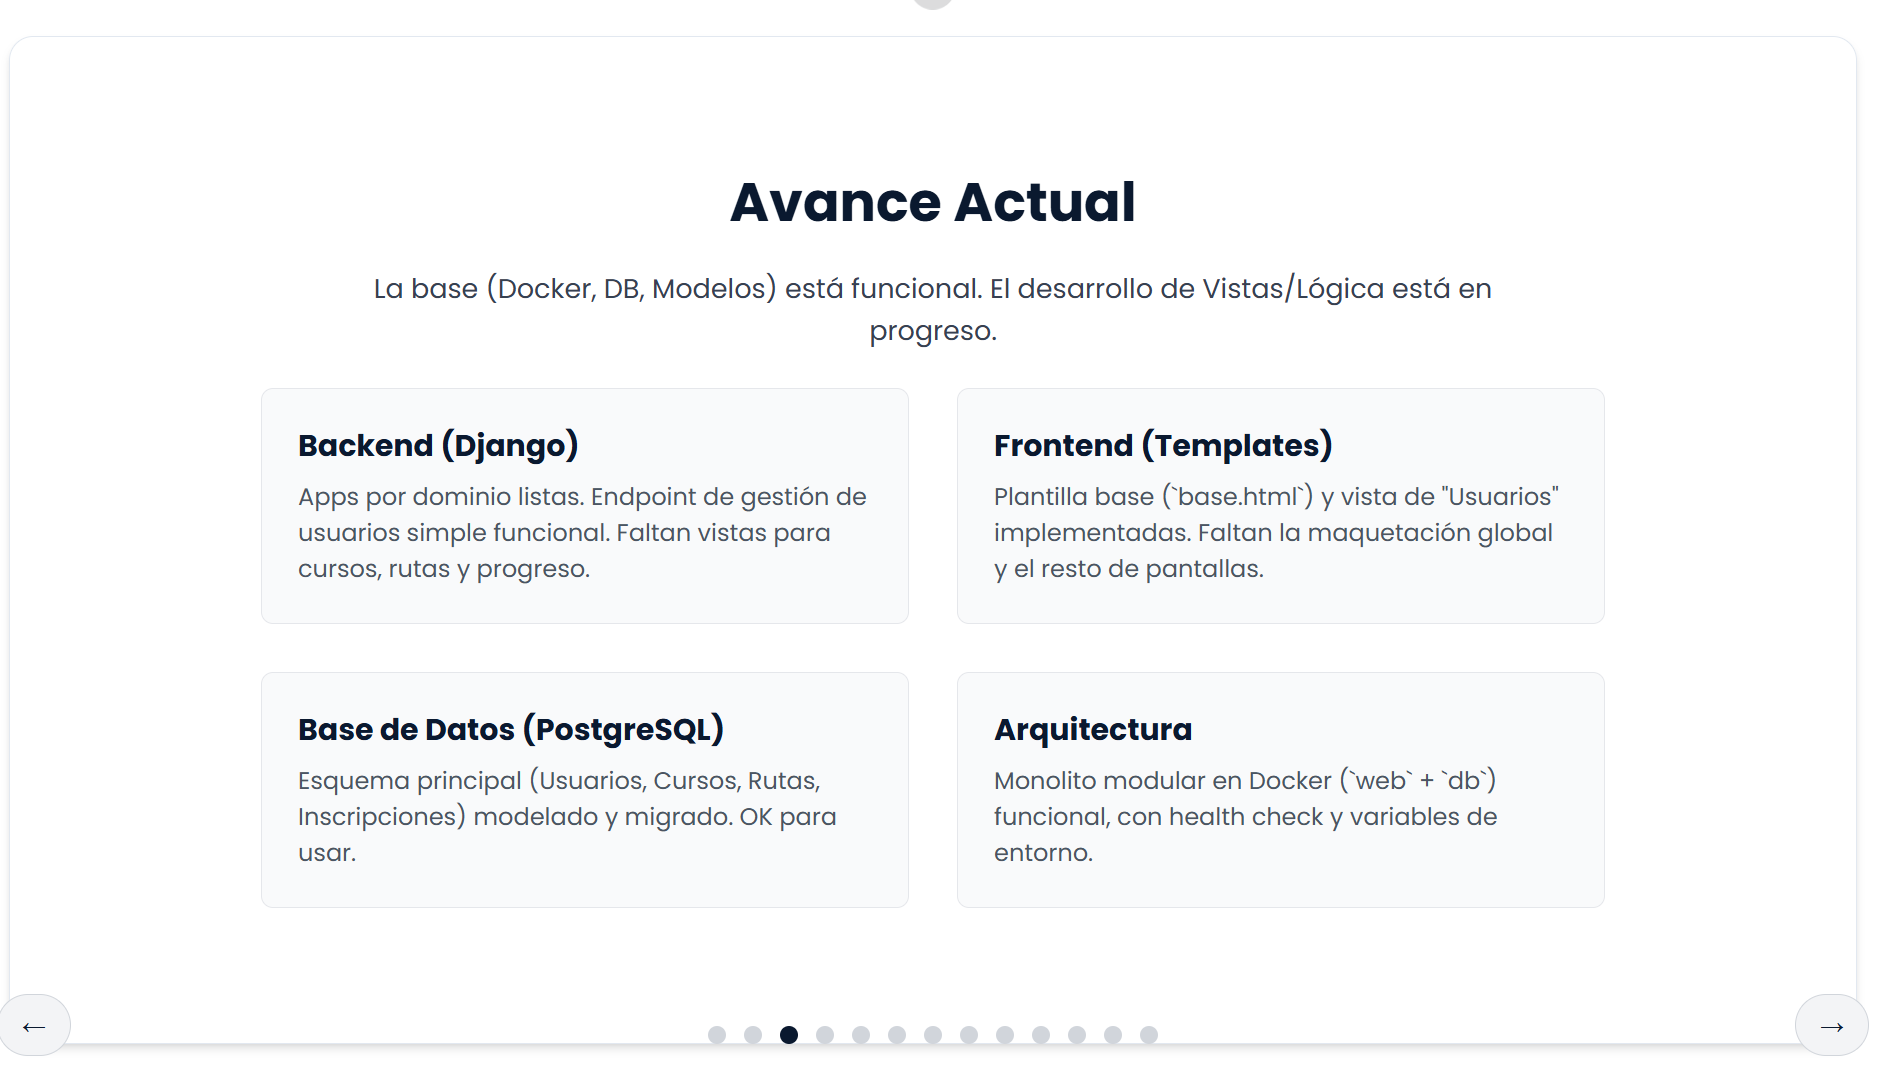 Avance Actual
La base (Docker, DB, Modelos) está funcional. El desarrollo de Vistas/Lógica está en
progreso.
Backend (Django)
Apps por dominio listas. Endpoint de gestión de
usuarios simple funcional. Faltan vistas para
cursos, rutas y progreso.
Frontend (Templates)
Plantilla base (`base.html`) y vista de "Usuarios"
implementadas. Faltan la maquetación global
y el resto de pantallas.
Base de Datos (PostgreSQL)
Esquema principal (Usuarios, Cursos, Rutas,
Inscripciones) modelado y migrado. OK para
usar.
Arquitectura
Monolito modular en Docker (`web` + `db`)
funcional, con health check y variables de
entorno.
← →